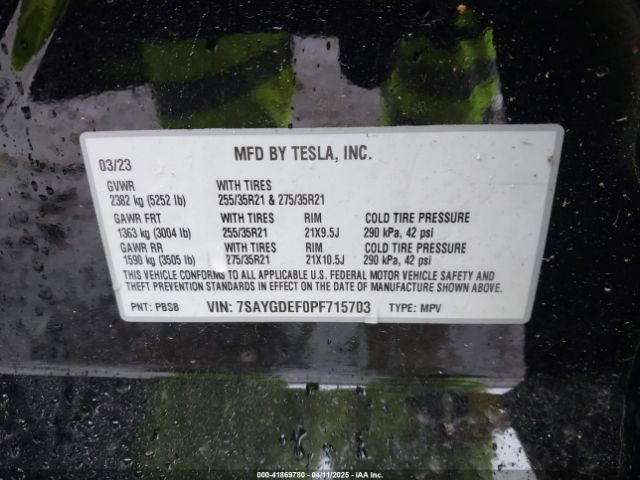 03/23 MFD BY TESLA, INC.
GVWR WITH TIRES
2382 kg (5252 lb) 255/35R21 & 275/35R21
GAWR FRT WITH TIRES RIM COLD TIRE PRESSURE
1363 kg (3004 lb) 255/35R21 21X9.5J 290 kPa, 42 psi
GAWR RR WITH TIRES RIM COLD TIRE PRESSURE
1590 kg (3505 lb) 275/35R21 21X10.5J 290 kPa, 42 psi
THIS VEHICLE CONFORMS TO ALL APPLICABLE U.S. FEDERAL MOTOR VEHICLE SAFETY AND
THEFT PREVENTION STANDARDS IN EFFECT ON THE DATE OF MANUFACTURE SHOWN ABOVE.
PNT: PBSB VIN: 7SAYGDEF0PF715703 TYPE: MPV
000-41869780 - 04/11/2025 - IAA Inc.